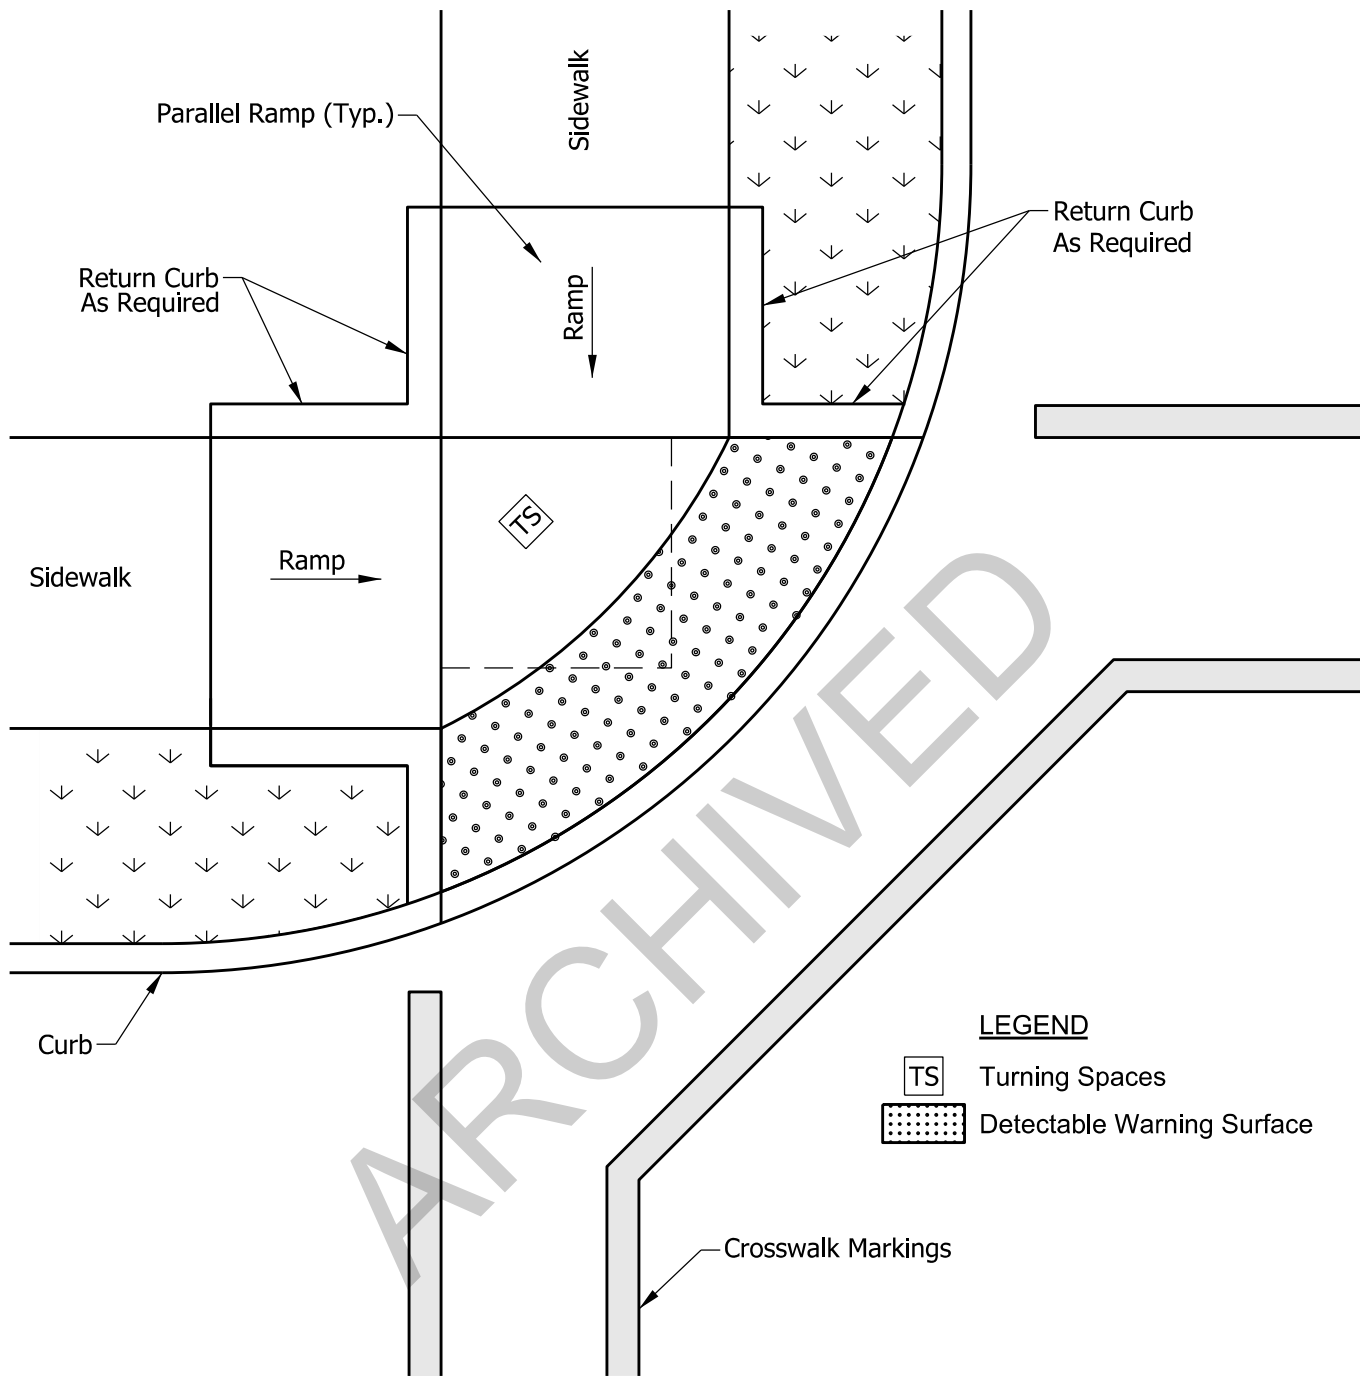 Sidewalk
Parallel Ramp (Typ.)
Return Curb
As Required
Return Curb
As Required
Ramp
TS
Ramp
Sidewalk
ARCHIVED
Curb
LEGEND
TS Turning Spaces
Detectable Warning Surface
Crosswalk Markings